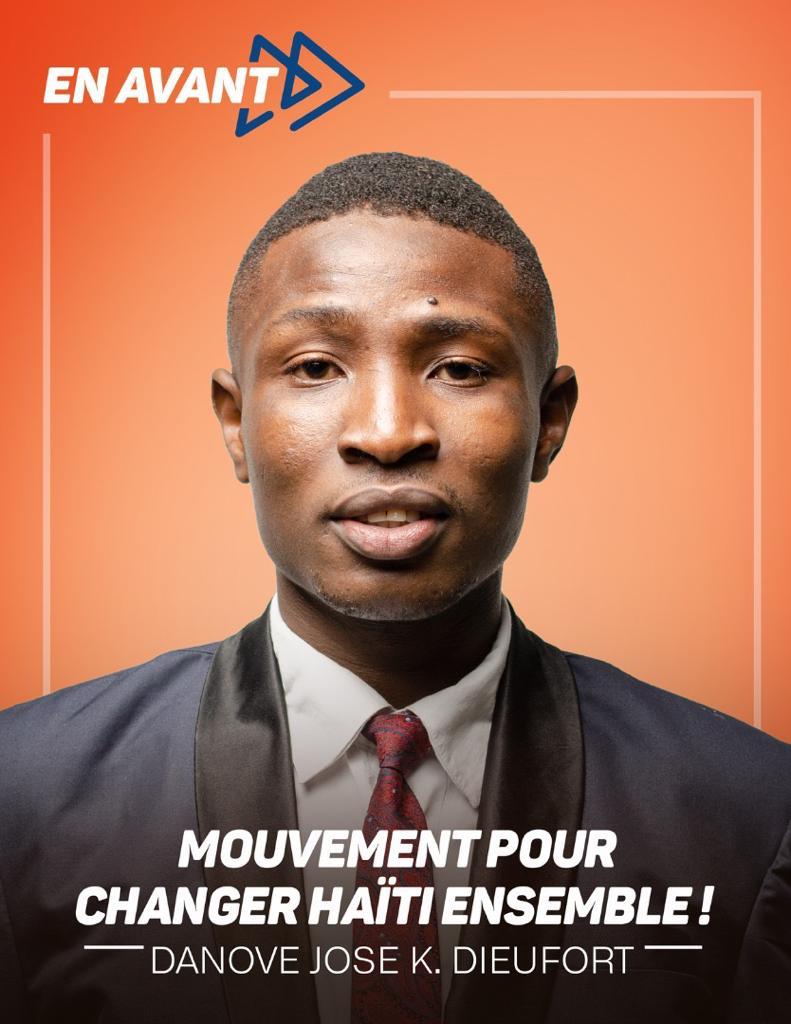 EN AVANT
MOUVEMENT POUR
CHANGER HAÏTI ENSEMBLE !
DANOVE JOSE K. DIEUFORT